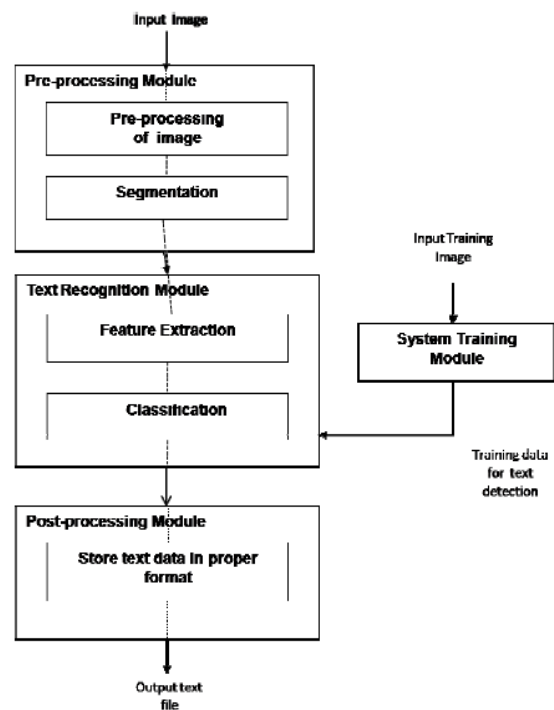 Input Image
Pre-processing Module
Pre-processing
of image
Segmentation
Text Recognition Module
Feature Extraction
Classification
Input Training
Image
System Training
Module
Training data
for text
detection
Post-processing Module
Store text data in proper
format
Output text
file